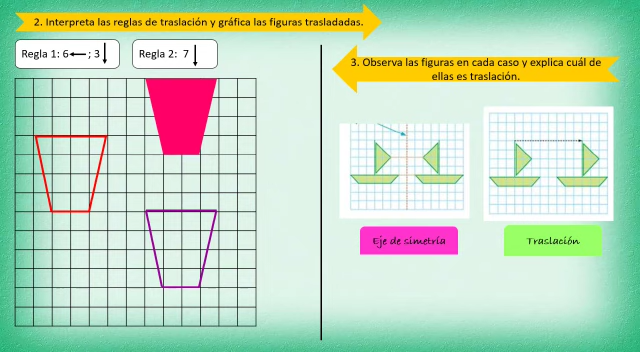 2. Interpreta las reglas de traslación y gráfica las figuras trasladadas.
Regla 1: 6 ; 3
Regla 2: 7
3. Observa las figuras en cada caso y explica cuál de
ellas es traslación.
Eje de simetría
Traslación